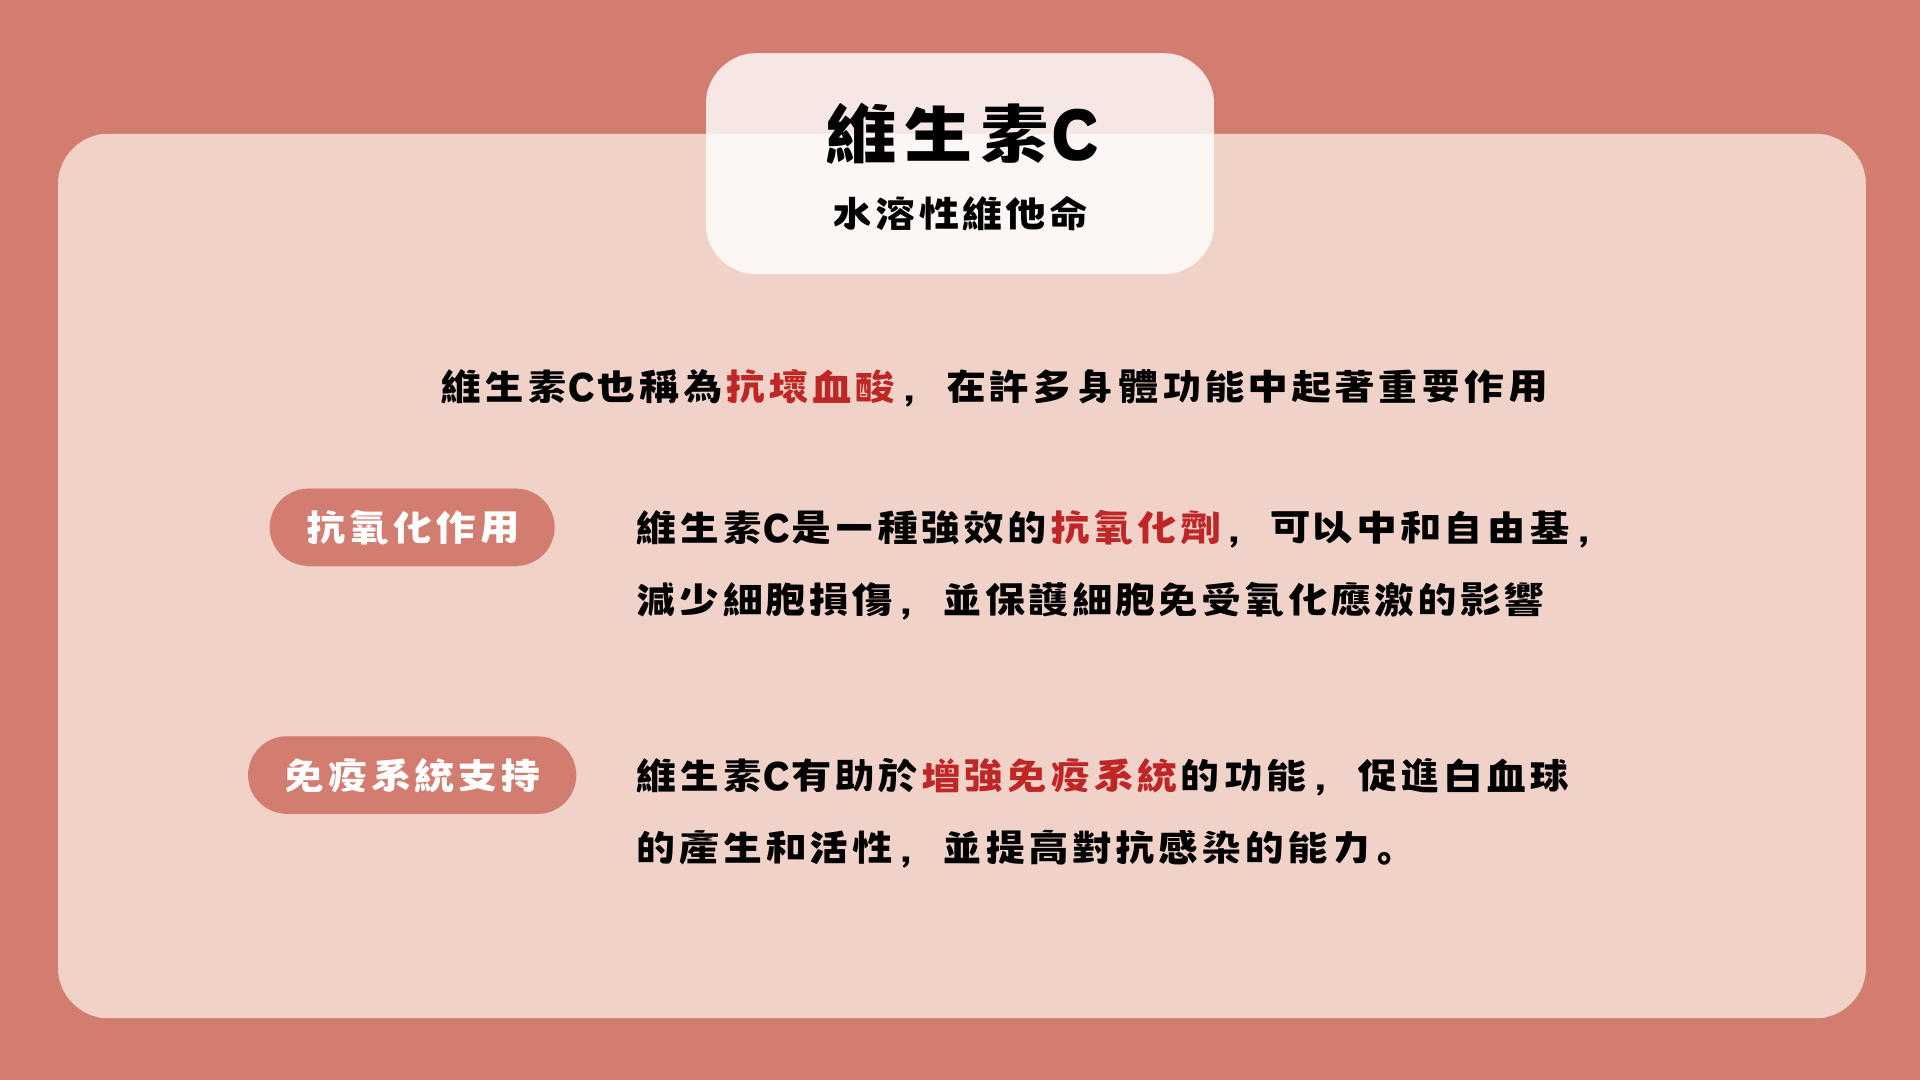 維生素C
水溶性維他命
維生素C也稱為抗壞血酸，在許多身體功能中起著重要作用
抗氧化作用
維生素C是一種強效的抗氧化劑，可以中和自由基，
減少細胞損傷，並保護細胞免受氧化應激的影響
免疫系統支持
維生素C有助於增強免疫系統的功能，促進白血球
的產生和活性，並提高對抗感染的能力。